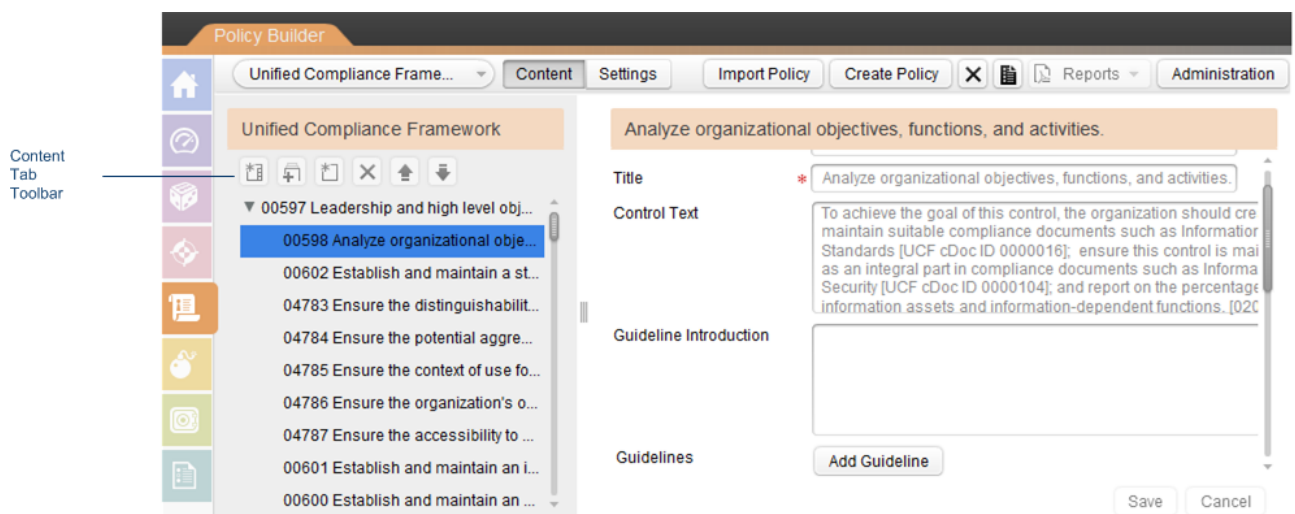 Policy Builder
Unified Compliance Frame...
Content
Settings
Import Policy
Create Policy
Reports
Administration
Content
Tab
Toolbar
Unified Compliance Framework
00597 Leadership and high level obj...
00598 Analyze organizational obje...
00602 Establish and maintain a st...
04783 Ensure the distinguishabilit...
04784 Ensure the potential aggre...
04785 Ensure the context of use fo...
04786 Ensure the organization's o...
04787 Ensure the accessibility to ...
00601 Establish and maintain an i...
00600 Establish and maintain an ...
Analyze organizational objectives, functions, and activities.
Title
* Analyze organizational objectives, functions, and activities.
Control Text
To achieve the goal of this control, the organization should cre
maintain suitable compliance documents such as Information
Standards [UCF cDoc ID 0000016]; ensure this control is mai
as an integral part in compliance documents such as Informa
Security [UCF cDoc ID 0000104]; and report on the percentage
information assets and information-dependent functions. [020
Guideline Introduction
Guidelines
Add Guideline
Save
Cancel